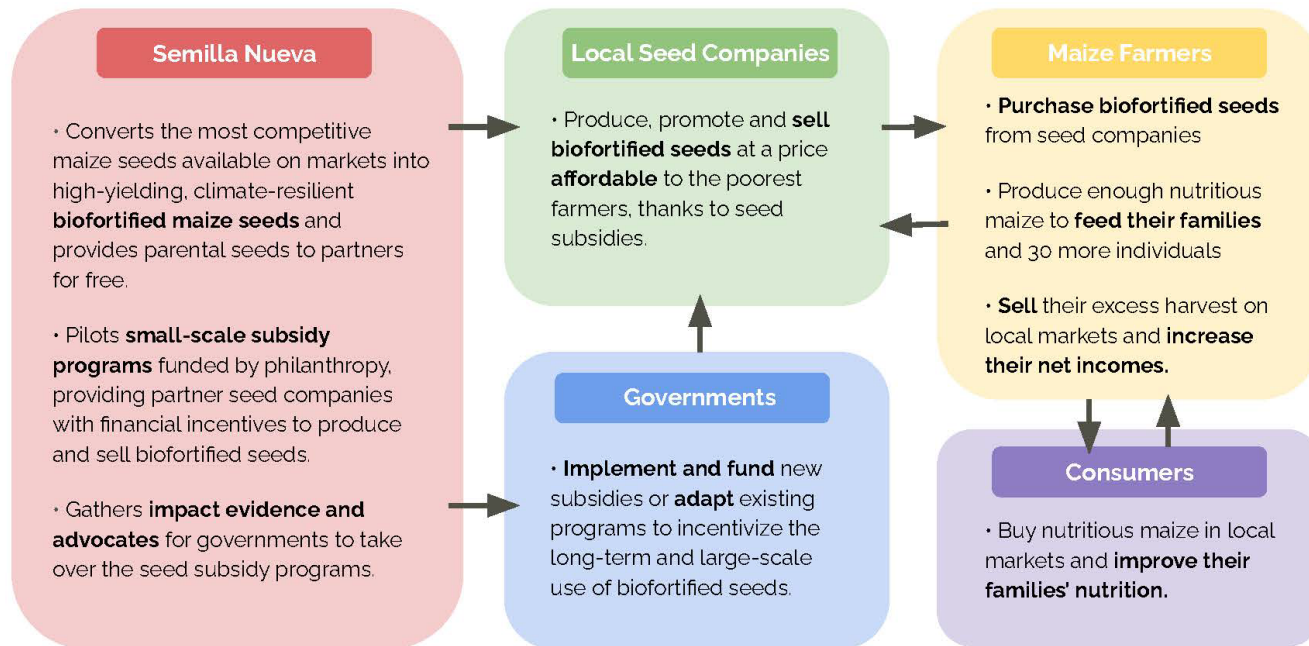 Semilla Nueva
• Converts the most competitive
maize seeds available on markets into
high-yielding, climate-resilient
biofortified maize seeds and
provides parental seeds to partners
for free.
• Pilots small-scale subsidy
programs funded by philanthropy,
providing partner seed companies
with financial incentives to produce
and sell biofortified seeds.
• Gathers impact evidence and
advocates for governments to take
over the seed subsidy programs.
Local Seed Companies
• Produce, promote and sell
biofortified seeds at a price
affordable to the poorest
farmers, thanks to seed
subsidies.
Governments
• Implement and fund new
subsidies or adapt existing
programs to incentivize the
long-term and large-scale
use of biofortified seeds.
Maize Farmers
• Purchase biofortified seeds
from seed companies
• Produce enough nutritious
maize to feed their families
and 30 more individuals
• Sell their excess harvest on
local markets and increase
their net incomes.
Consumers
• Buy nutritious maize in local
markets and improve their
families' nutrition.